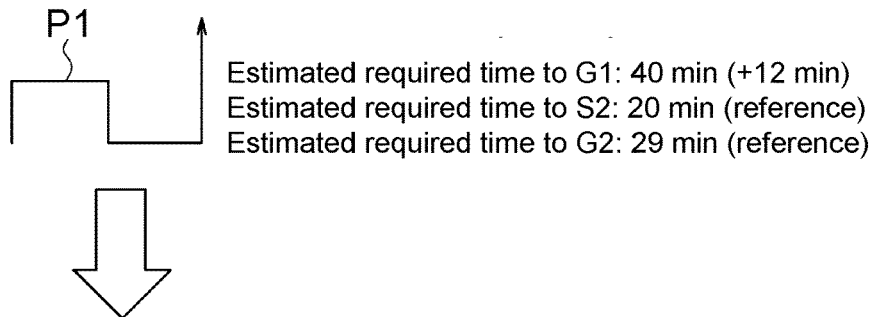 P1
Estimated required time to G1: 40 min (+12 min)
Estimated required time to S2: 20 min (reference)
Estimated required time to G2: 29 min (reference)